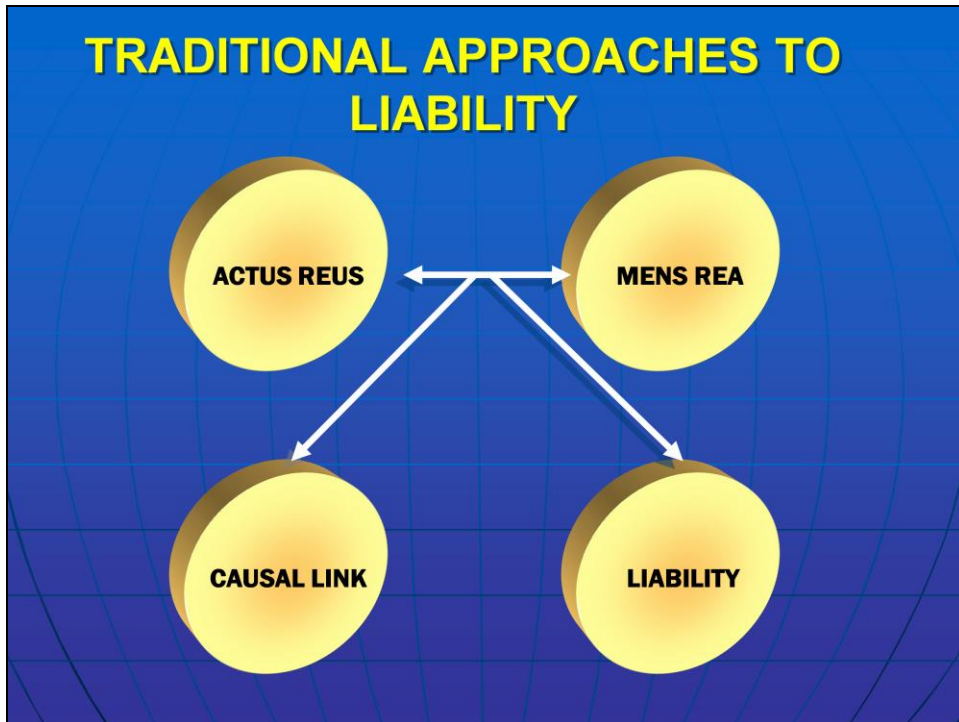 TRADITIONAL APPROACHES TO
LIABILITY
ACTUS REUS
MENS REA
CAUSAL LINK
LIABILITY